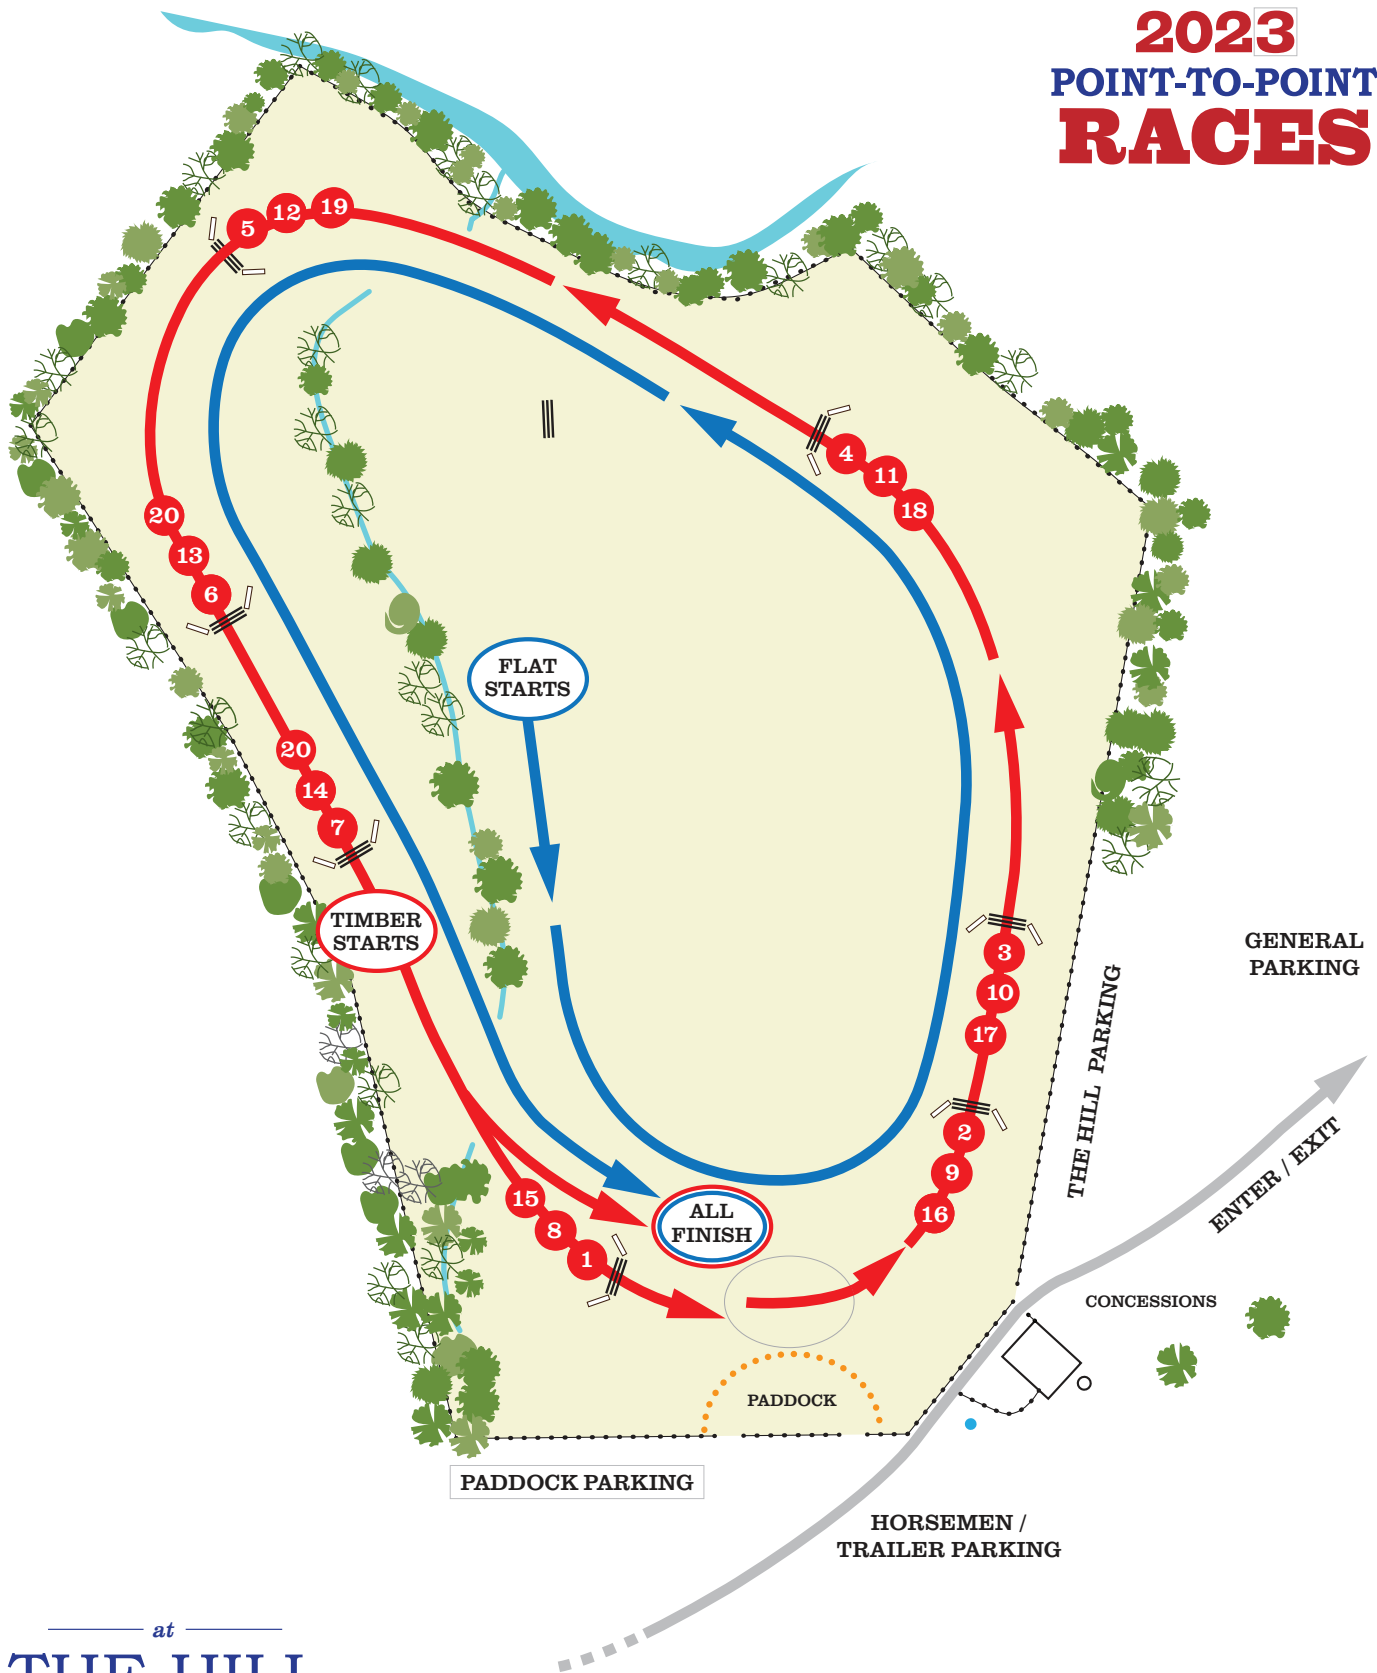 2023
POINT-TO-POINT
RACES
19
12
5
4
11
18
20
13
6
FLAT
STARTS
20
14
7
TIMBER
STARTS
3
10
17
GENERAL
PARKING
THE HILL PARKING
2
9
16
ENTER / EXIT
15
8
1
ALL
FINISH
CONCESSIONS
PADDOCK
PADDOCK PARKING
HORSEMEN /
TRAILER PARKING
at
THE HILL